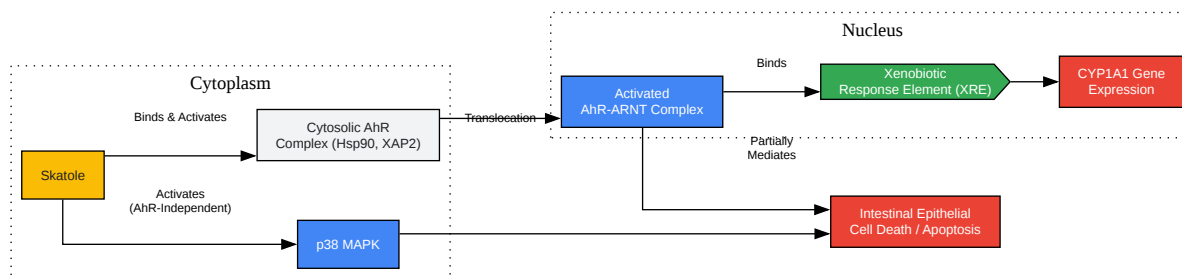 Nucleus
Cytoplasm
Binds
Xenobiotic
Response Element (XRE)
CYP1A1 Gene
Expression
Activated
AhR-ARNT Complex
Binds & Activates
Cytosolic AhR
Complex (Hsp90, XAP2)
Translocation
Partially
Mediates
Skatole
Activates
(AhR-Independent)
Intestinal Epithelial
Cell Death / Apoptosis
p38 MAPK